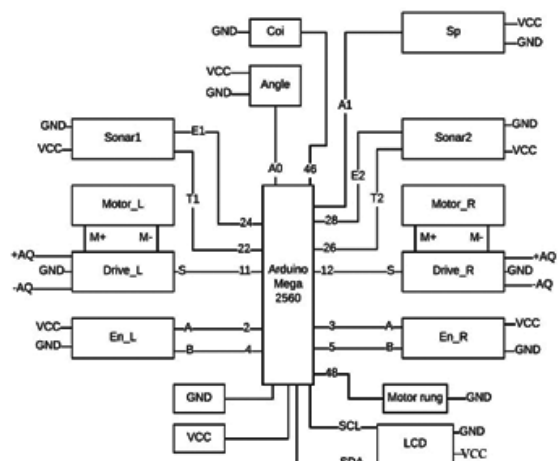 GND Coi
Sp VCC
GND
VCC
GND
Angle
A1
GND
VCC
Sonar1
E1
T1
A0
46
E2
T2
Sonar2
GND
VCC
Motor_L
M+ M-
24
22
28
26
Motor_R
M+ M-
+AQ
GND
-AQ
Drive_L
S
11
Arduino
Mega
2560
12
S
Drive_R
+AQ
GND
-AQ
VCC
GND
En_L
A
B
2
4
3
5
A
B
En_R
VCC
GND
48
Motor rung GND
GND
VCC
SCL
SDA
LCD
GND
VCC